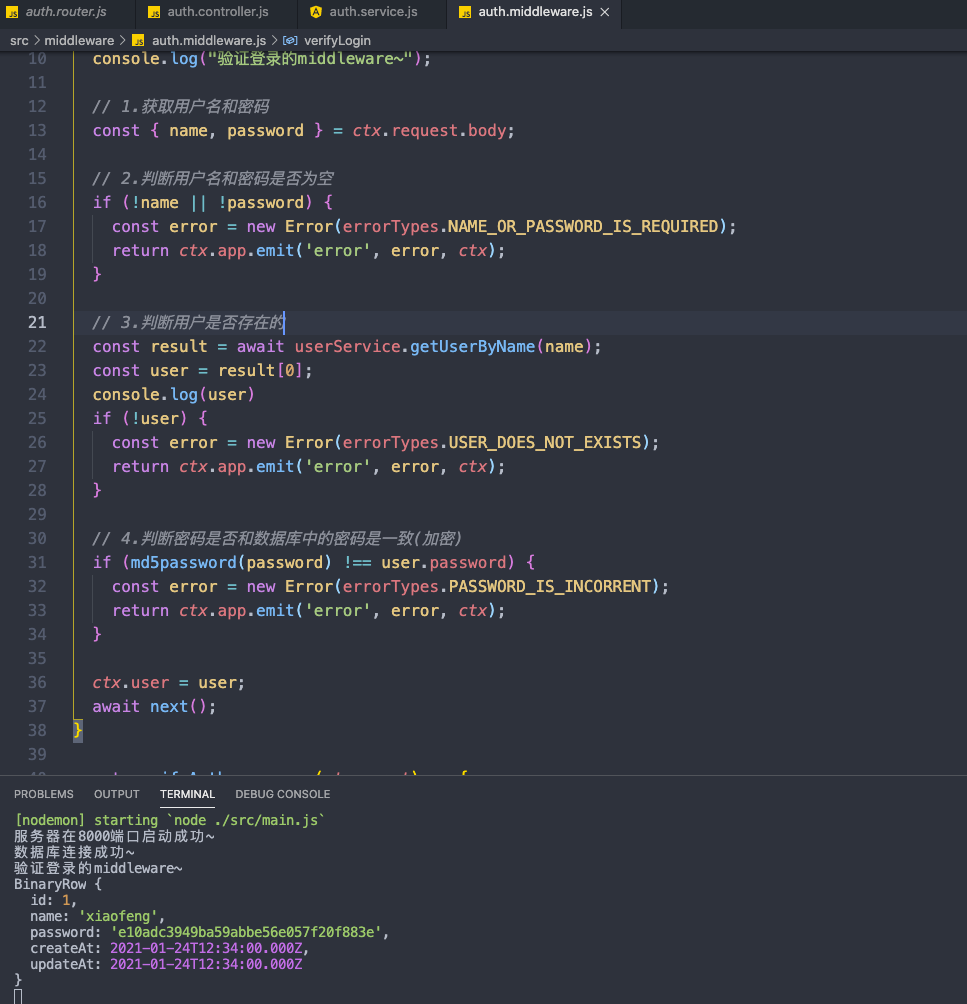 auth.router.js auth.controller.js auth.service.js auth.middleware.js
src > middleware > auth.middleware.js > verifyLogin
10 console.log("验证登录的middleware~");
11
12 // 1.获取用户名和密码
13 const { name, password } = ctx.request.body;
14
15 // 2.判断用户名和密码是否为空
16 if (!name || !password) {
17 const error = new Error(errorTypes.NAME_OR_PASSWORD_IS_REQUIRED);
18 return ctx.app.emit('error', error, ctx);
19 }
20
21 // 3.判断用户是否存在的
22 const result = await userService.getUserByName(name);
23 const user = result[0];
24 console.log(user)
25 if (!user) {
26 const error = new Error(errorTypes.USER_DOES_NOT_EXISTS);
27 return ctx.app.emit('error', error, ctx);
28 }
29
30 // 4.判断密码是否和数据库中的密码是一致(加密)
31 if (md5password(password) !== user.password) {
32 const error = new Error(errorTypes.PASSWORD_IS_INCORRENT);
33 return ctx.app.emit('error', error, ctx);
34 }
35
36 ctx.user = user;
37 await next();
38 }
39
PROBLEMS OUTPUT TERMINAL DEBUG CONSOLE
[nodemon] starting `node ./src/main.js`
服务器在8000端口启动成功~
数据库连接成功~
验证登录的middleware~
BinaryRow {
id: 1,
name: 'xiaofeng',
password: 'e10adc3949ba59abbe56e057f20f883e',
createAt: 2021-01-24T12:34:00.000Z,
updateAt: 2021-01-24T12:34:00.000Z
}